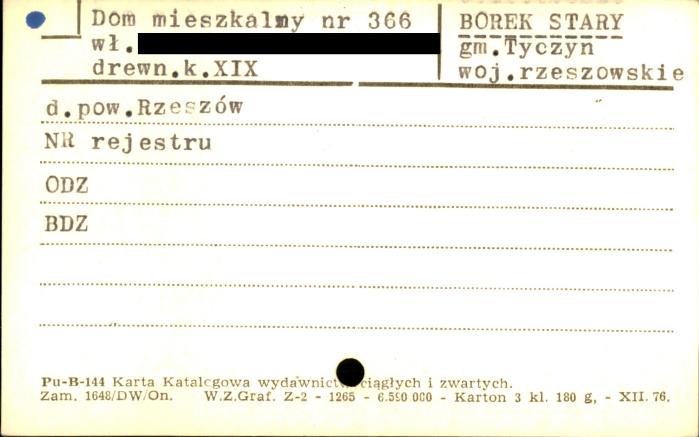 Dom mieszkalny nr 366
wł.
drewn.k.XIX
BOREK STARY
gm.Tyczyn
woj.rzeszowskie
d.pow.Rzeszów
NR rejestru
ODZ
BDZ
Pu-B-144 Karta Katalogowa wydawnictw ciągłych i zwartych.
Zam. 1648/DW/On. W.Z.Graf. Z-2 - 1265 - 6.590 000 - Karton 3 kl. 180 g, - XII. 76.